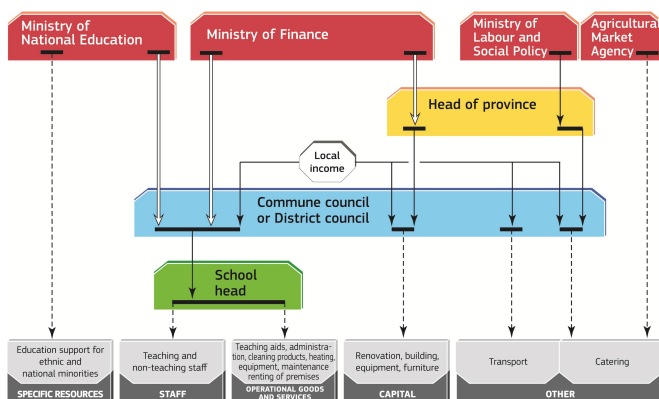 Ministry of
National Education
Ministry of Finance
Ministry of
Labour and
Social Policy
Agricultural
Market
Agency
Head of province
Local
income
Commune council
or District council
School
head
Education support for
ethnic and
national minorities
Teaching and
non-teaching staff
Teaching aids, administra-
tion, cleaning products, heating,
equipment, maintenance
renting of premises
Renovation, building,
equipment, furniture
Transport
Catering
SPECIFIC RESOURCES
STAFF
OPERATIONAL GOODS
AND SERVICES
CAPITAL
OTHER